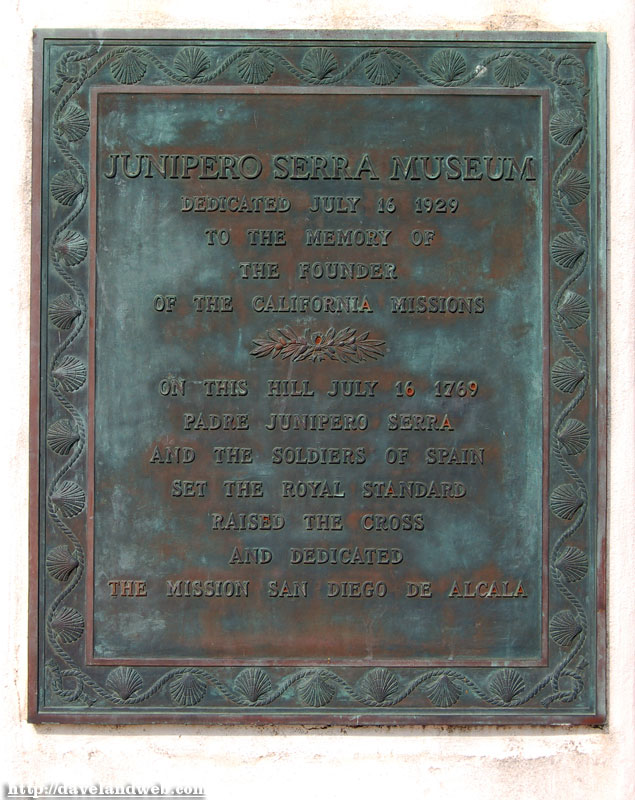 JUNIPERO SERRA MUSEUM
DEDICATED JULY 16 1929
TO THE MEMORY OF
THE FOUNDER
OF THE CALIFORNIA MISSIONS
ON THIS HILL JULY 16 1769
PADRE JUNIPERO SERRA
AND THE SOLDIERS OF SPAIN
SET THE ROYAL STANDARD
RAISED THE CROSS
AND DEDICATED
THE MISSION SAN DIEGO DE ALCALA
http://davelandweb.com